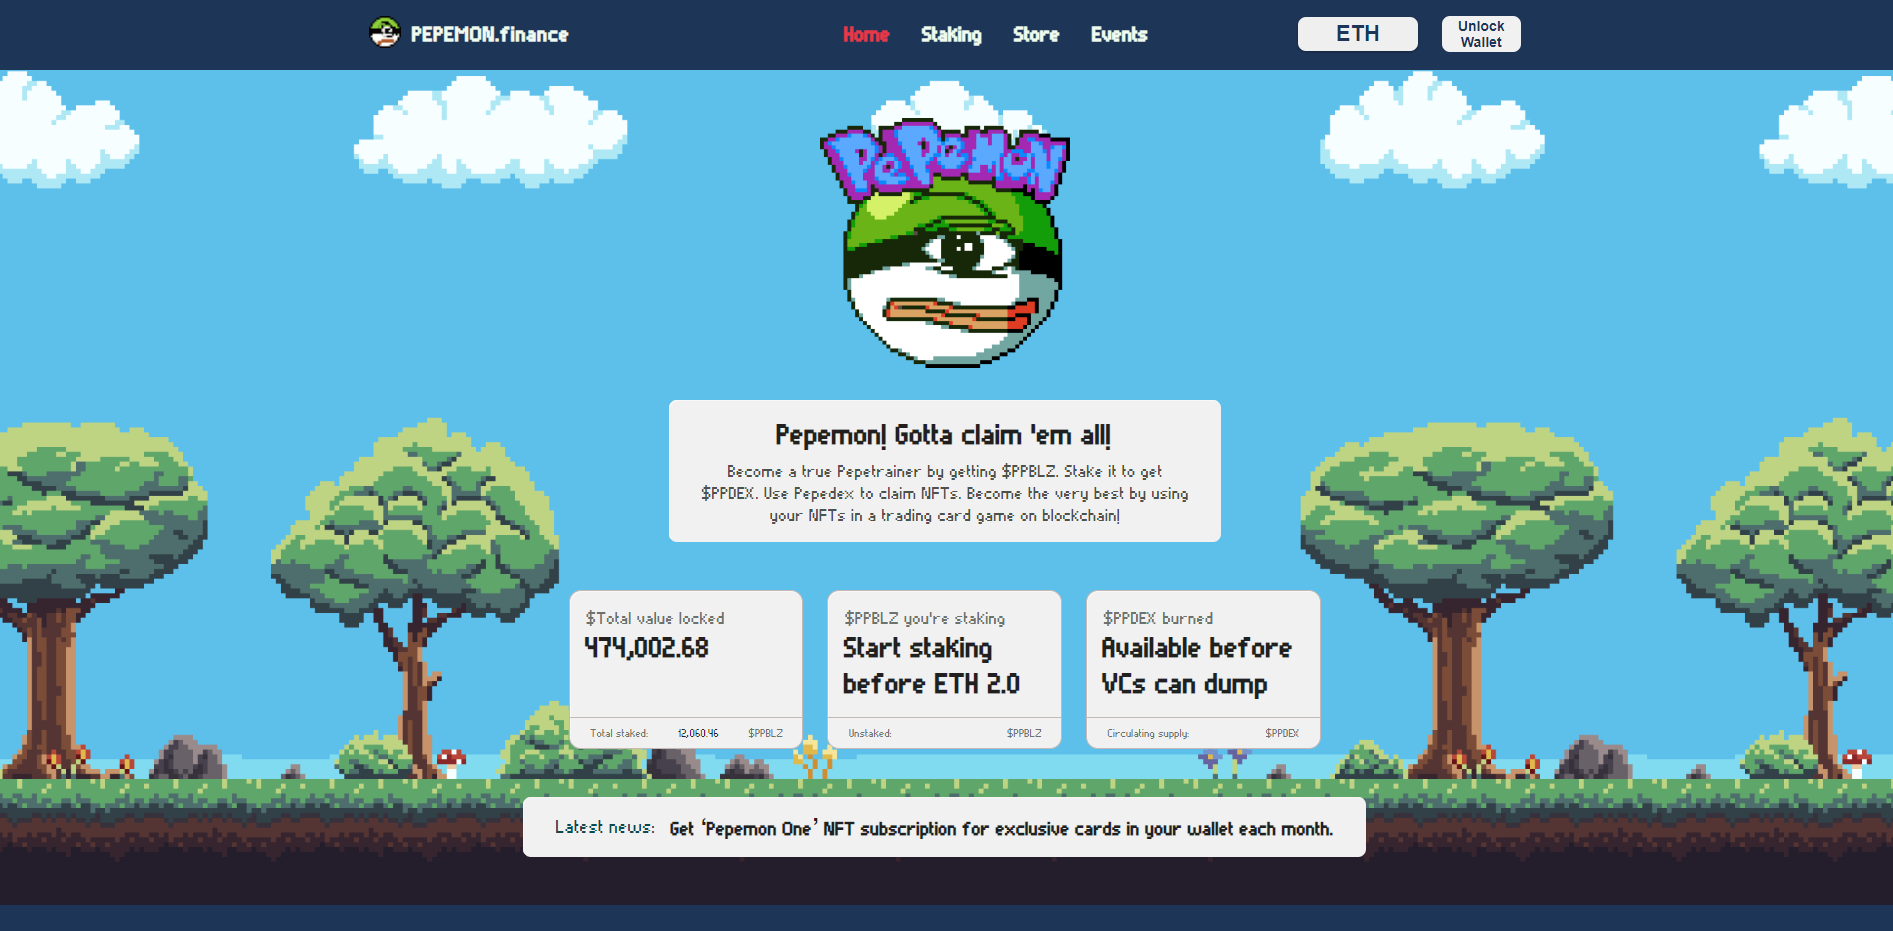 PEPEMON.finance
Home
Staking
Store
Events
ETH
Unlock
Wallet
PePeMoN
Pepemon! Gotta claim 'em all!
Become a true Pepetrainer by getting $PPBLZ. Stake it to get
$PPDEX. Use Pepedex to claim NFTs. Become the very best by using
your NFTs in a trading card game on blockchain!
$Total value locked
474,002.68
Total staked: 12,060.46 $PPBLZ
$PPBLZ you're staking
Start staking
before ETH 2.0
Unstaked: $PPBLZ
$PPDEX burned
Available before
VCs can dump
Circulating supply: $PPDEX
Latest news: Get ‘Pepemon One’ NFT subscription for exclusive cards in your wallet each month.